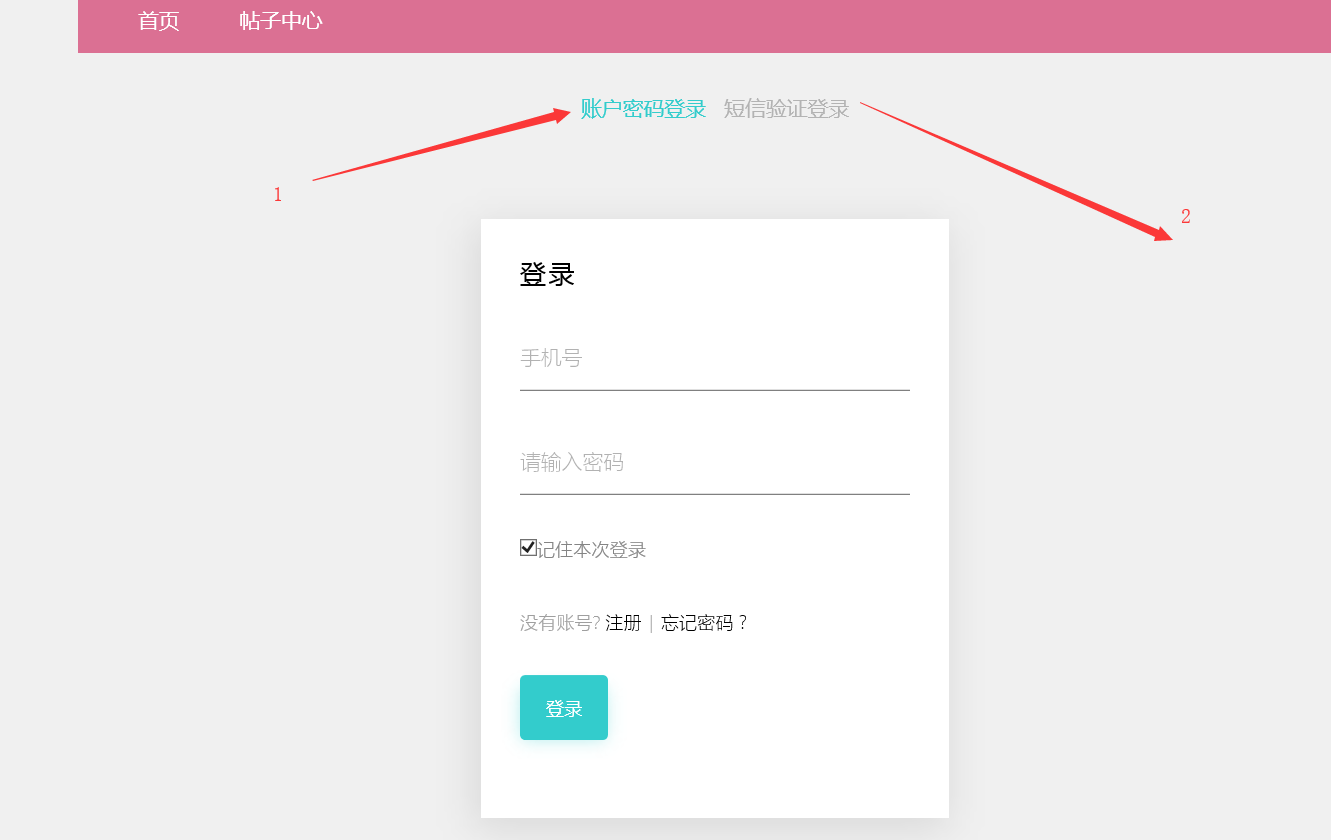 首页 帖子中心
账户密码登录 短信验证登录
1
2
登录
手机号
请输入密码
记住本次登录
没有账号? 注册 | 忘记密码？
登录